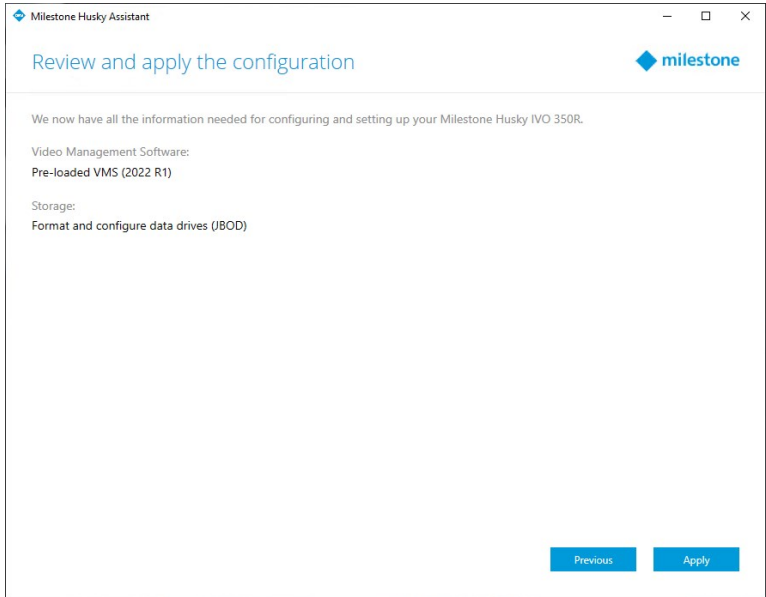 Milestone Husky Assistant
Review and apply the configuration
milestone
We now have all the information needed for configuring and setting up your Milestone Husky IVO 350R.
Video Management Software:
Pre-loaded VMS (2022 R1)
Storage:
Format and configure data drives (JBOD)
Previous
Apply